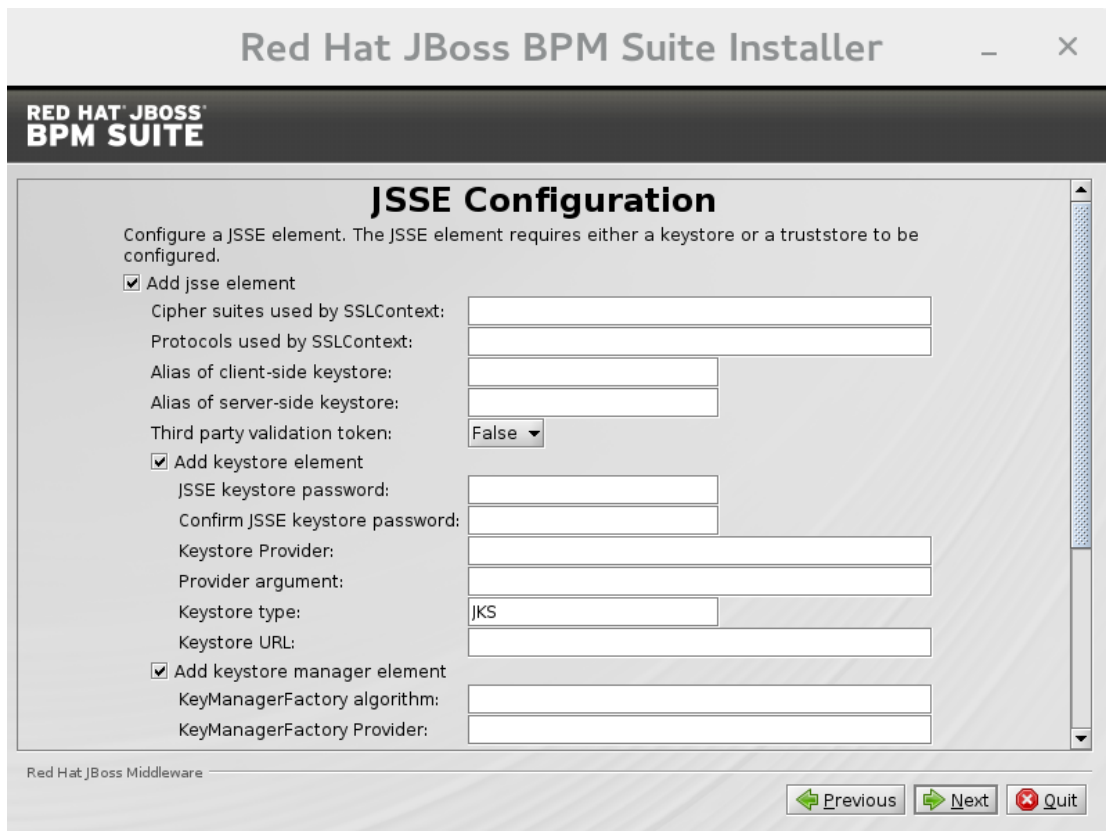 Red Hat JBoss BPM Suite Installer
RED HAT JBOSS
BPM SUITE
JSSE Configuration
Configure a JSSE element. The JSSE element requires either a keystore or a truststore to be
configured.
Add jsse element
Cipher suites used by SSLContext:
Protocols used by SSLContext:
Alias of client-side keystore:
Alias of server-side keystore:
Third party validation token: False
Add keystore element
JSSE keystore password:
Confirm JSSE keystore password:
Keystore Provider:
Provider argument:
Keystore type: JKS
Keystore URL:
Add keystore manager element
KeyManagerFactory algorithm:
KeyManagerFactory Provider:
Red Hat JBoss Middleware
Previous Next Quit